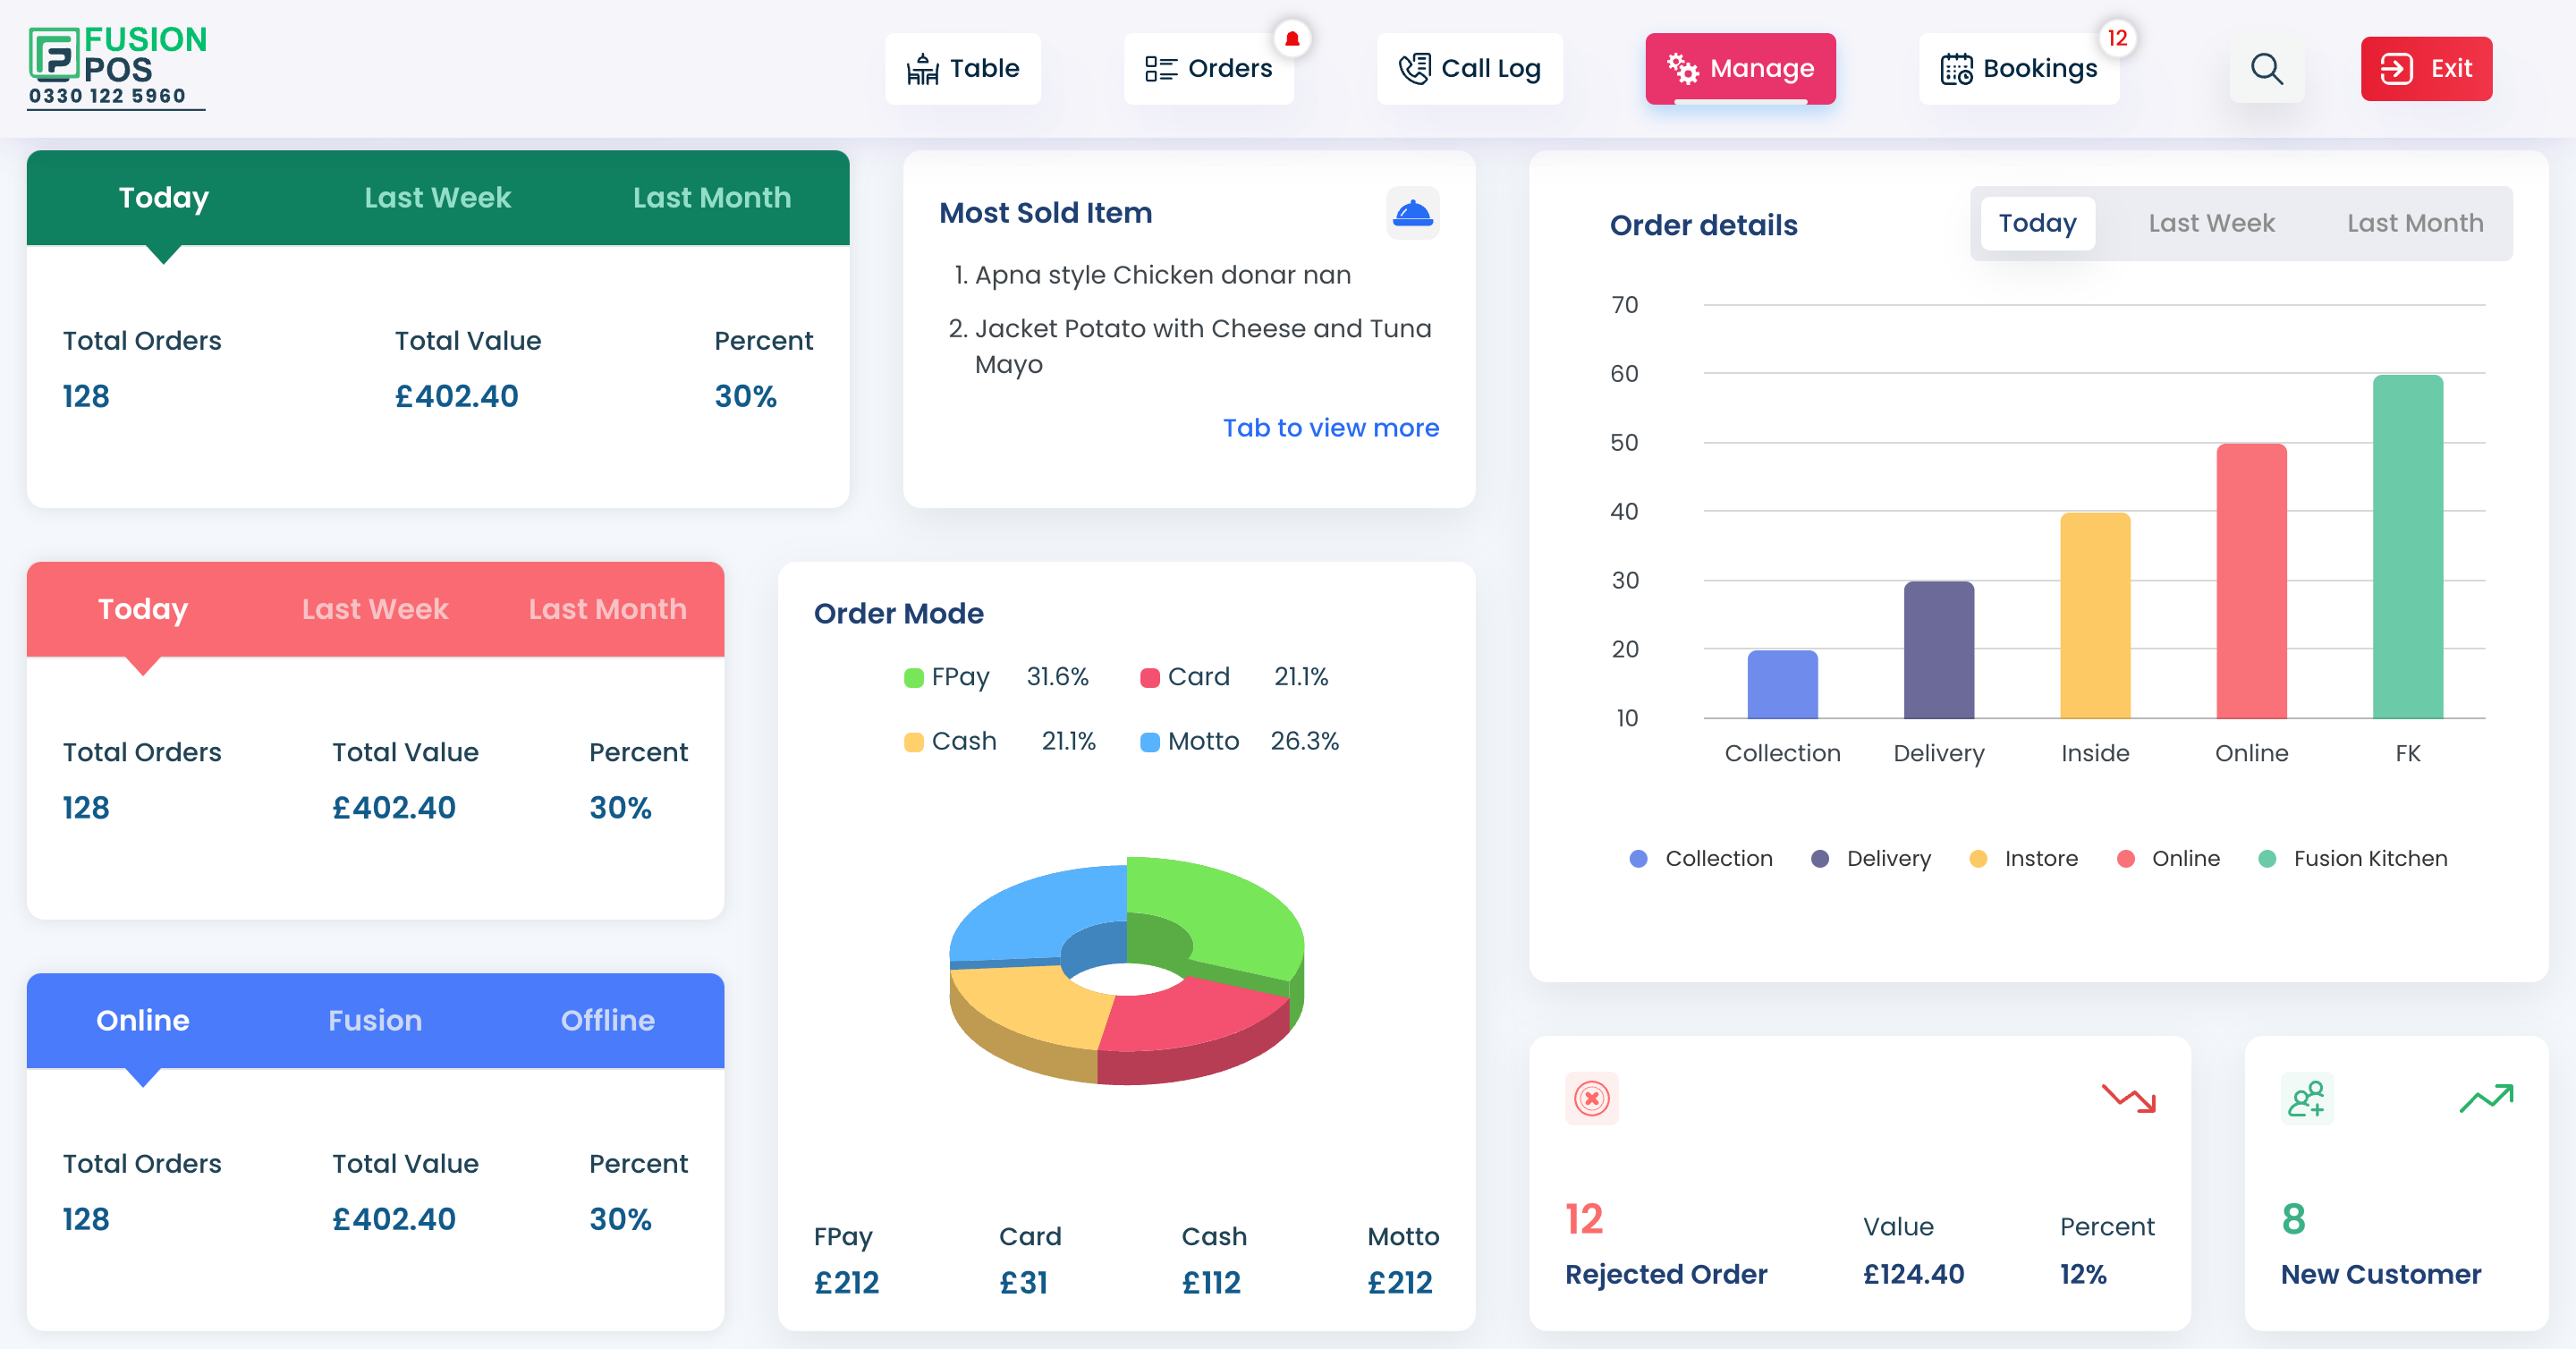 FUSION
POS
0330 122 5960
Table
Orders
Call Log
Manage
Bookings
12
Exit
Today Last Week Last Month
Total Orders Total Value Percent
128 £402.40 30%
Most Sold Item
1. Apna style Chicken donar nan
2. Jacket Potato with Cheese and Tuna
Mayo
Tab to view more
Order details
Today Last Week Last Month
70
60
50
40
30
20
10
Collection Delivery Inside Online FK
Collection Delivery Instore Online Fusion Kitchen
Today Last Week Last Month
Total Orders Total Value Percent
128 £402.40 30%
Order Mode
FPay 31.6% Card 21.1%
Cash 21.1% Motto 26.3%
FPay Card Cash Motto
£212 £31 £112 £212
Online Fusion Offline
Total Orders Total Value Percent
128 £402.40 30%
12 Value Percent
Rejected Order £124.40 12%
8
New Customer